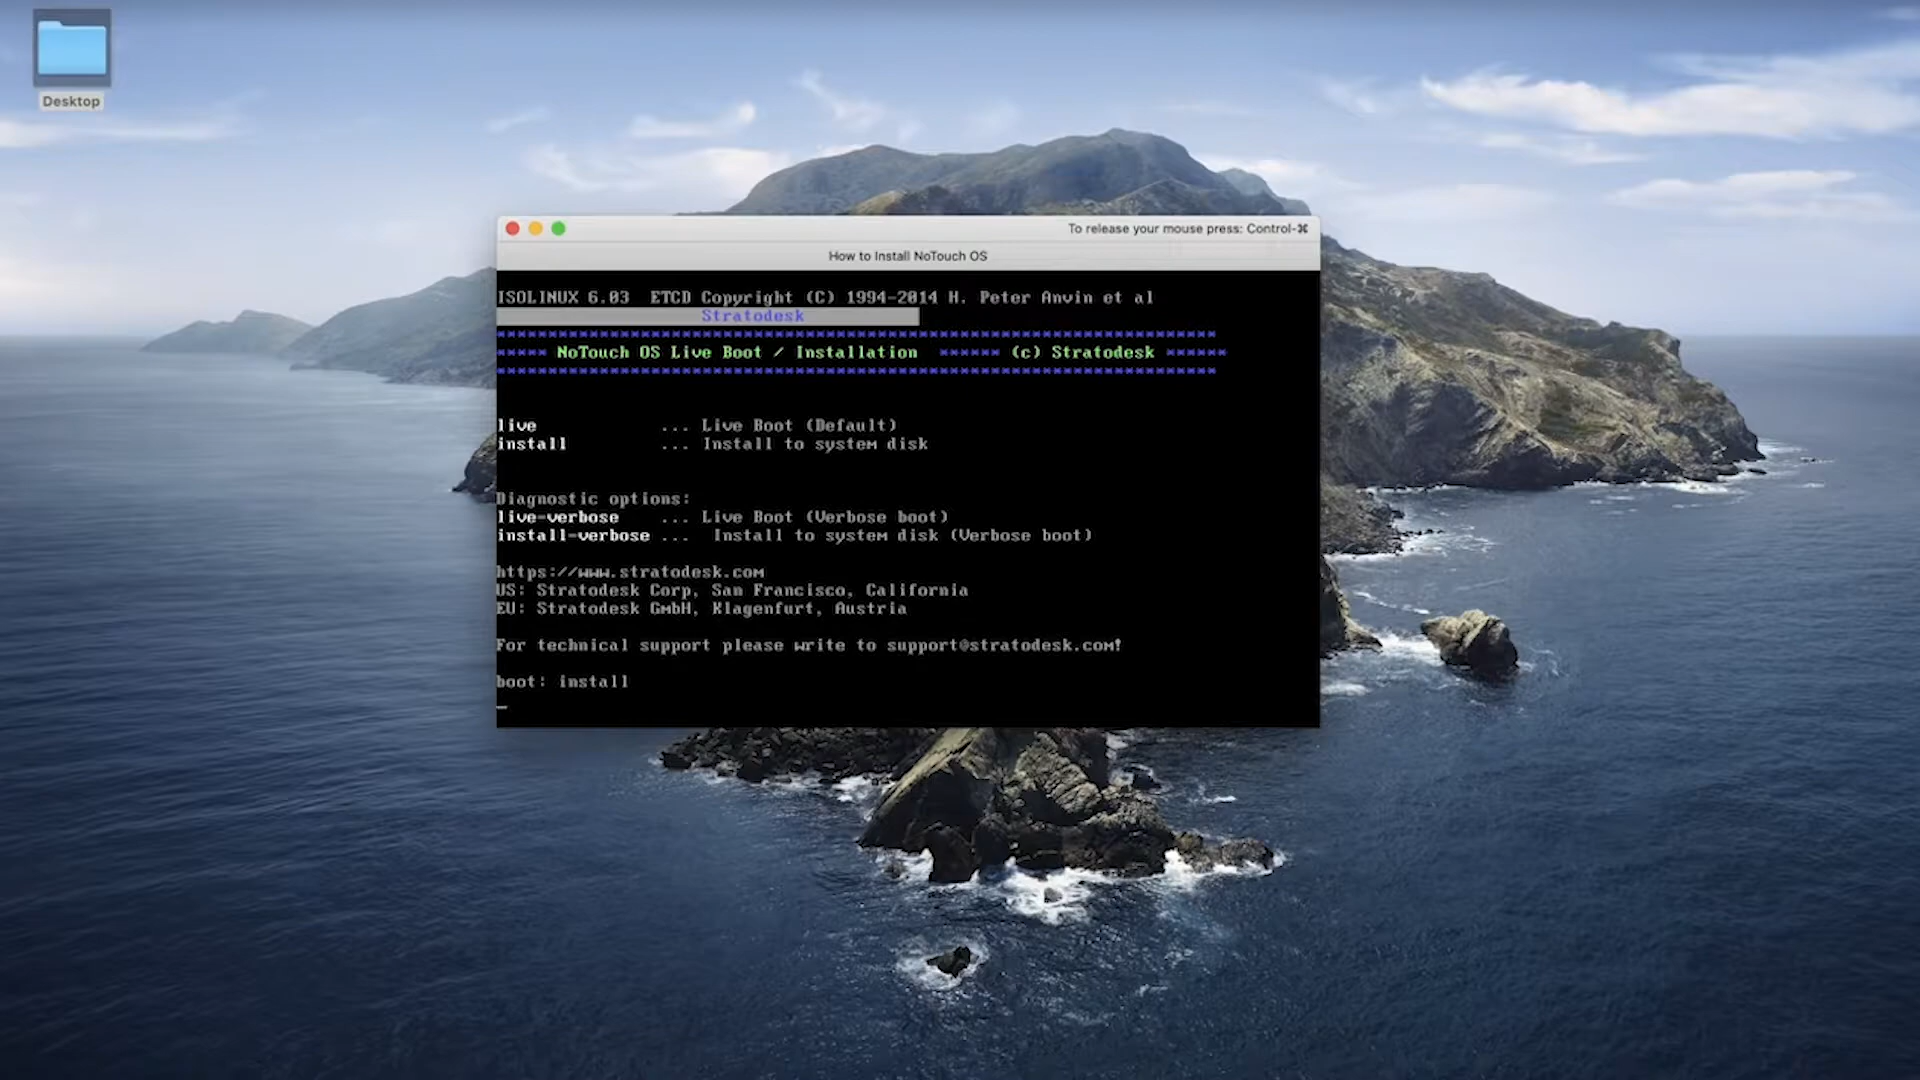 Desktop
To release your mouse press: Control-⌘
How to Install NoTouch OS
ISOLINUX 6.03  ETCD Copyright (C) 1994-2014 H. Peter Anvin et al
Stratodesk
***********************************************************************
***** NoTouch OS Live Boot / Installation  ****** (c) Stratodesk ******
***********************************************************************
live            ... Live Boot (Default)
install         ... Install to system disk
Diagnostic options:
live-verbose    ... Live Boot (Verbose boot)
install-verbose ...  Install to system disk (Verbose boot)
https://www.stratodesk.com
US: Stratodesk Corp, San Francisco, California
EU: Stratodesk GmbH, Klagenfurt, Austria
For technical support please write to support@stratodesk.com!
boot: install
_